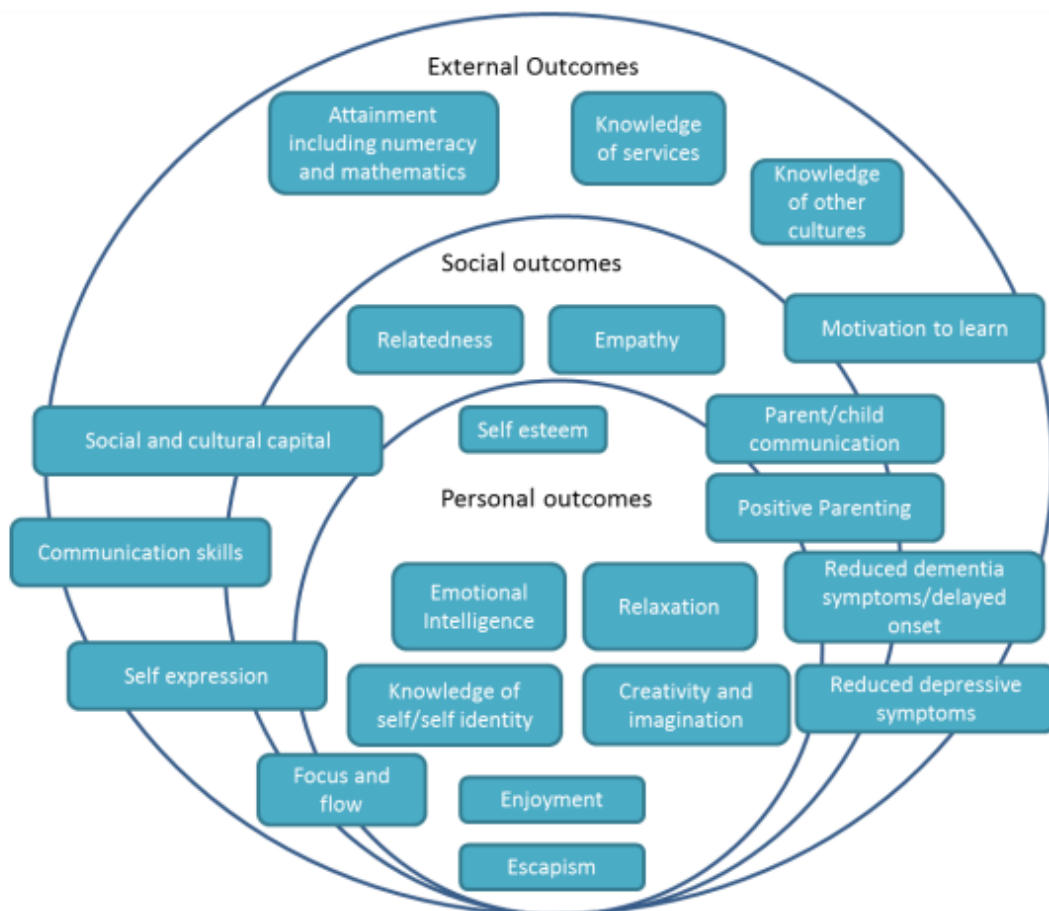 External Outcomes
Attainment
including numeracy
and mathematics
Knowledge
of services
Knowledge
of other
cultures
Social outcomes
Relatedness
Empathy
Motivation to learn
Social and cultural capital
Self esteem
Parent/child
communication
Personal outcomes
Positive Parenting
Communication skills
Emotional
Intelligence
Relaxation
Reduced dementia
symptoms/delayed
onset
Self expression
Knowledge of
self/self identity
Creativity and
imagination
Reduced depressive
symptoms
Focus and
flow
Enjoyment
Escapism